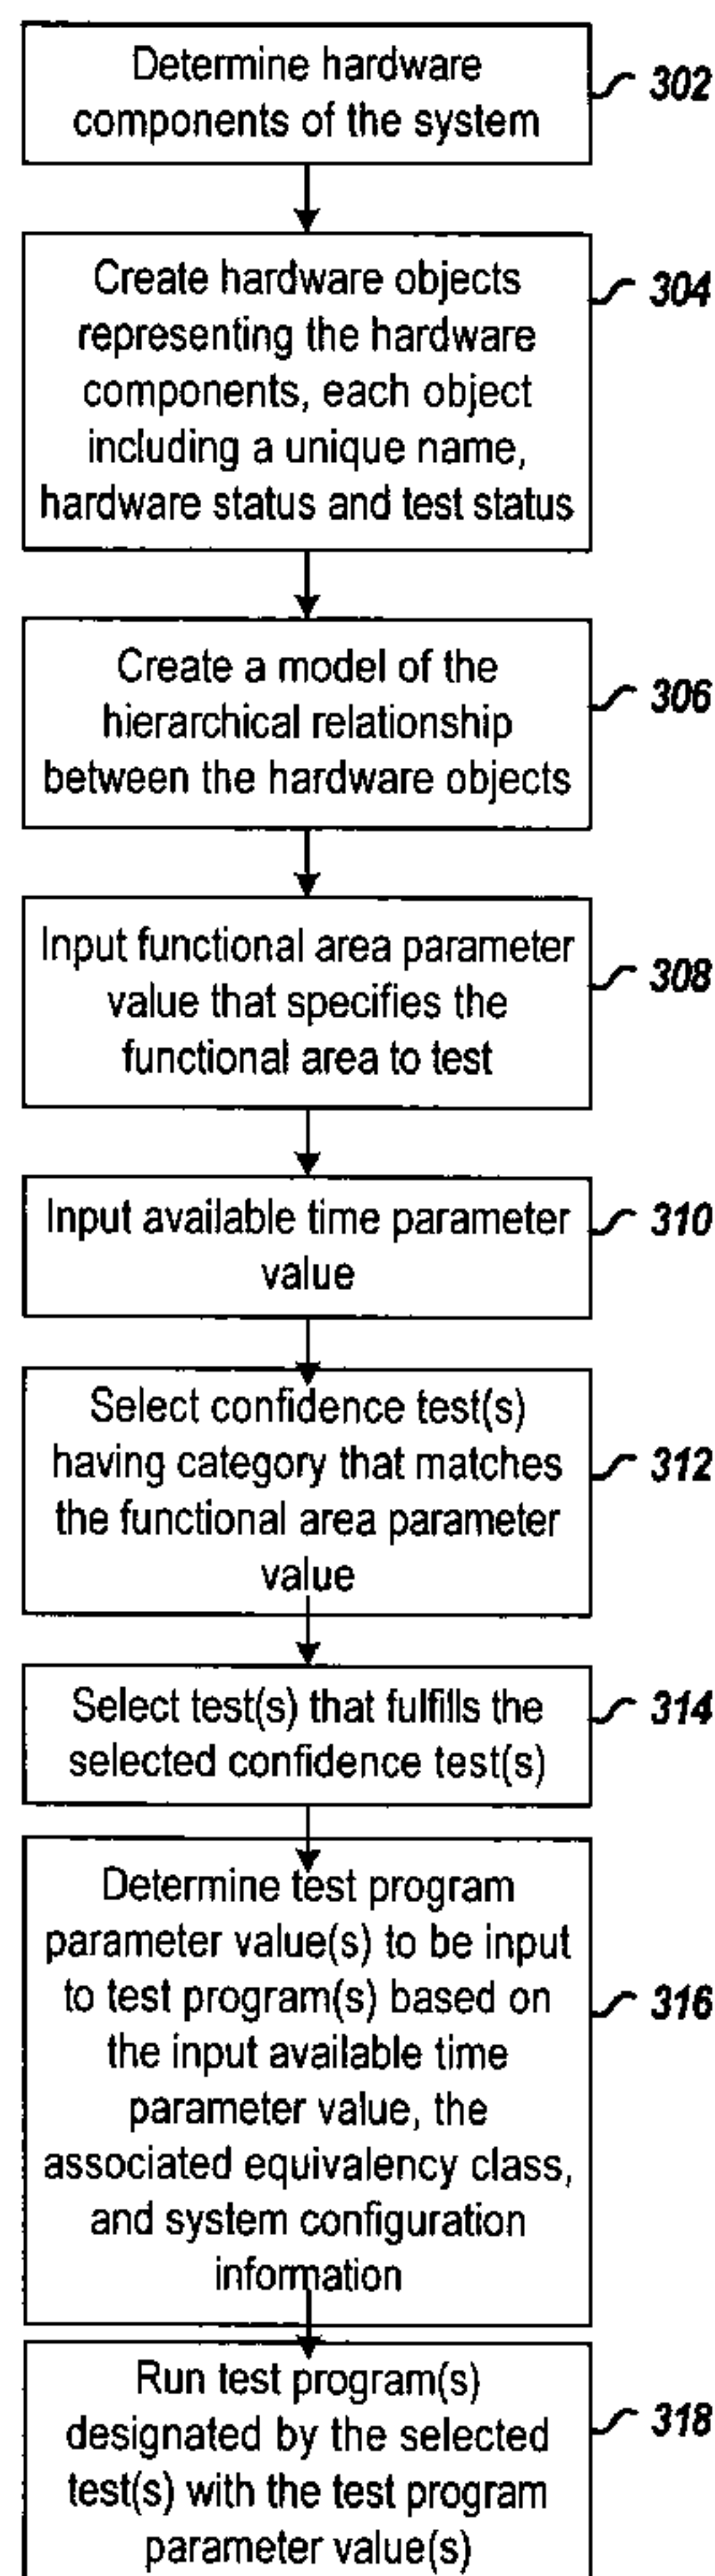 Determine hardware
components of the system
302
Create hardware objects
representing the hardware
components, each object
including a unique name,
hardware status and test status
304
Create a model of the
hierarchical relationship
between the hardware objects
306
Input functional area parameter
value that specifies the
functional area to test
308
Input available time parameter
value
310
Select confidence test(s)
having category that matches
the functional area parameter
value
312
Select test(s) that fulfills the
selected confidence test(s)
314
Determine test program
parameter value(s) to be input
to test program(s) based on
the input available time
parameter value, the
associated equivalency class,
and system configuration
information
316
Run test program(s)
designated by the selected
test(s) with the test program
parameter value(s)
318